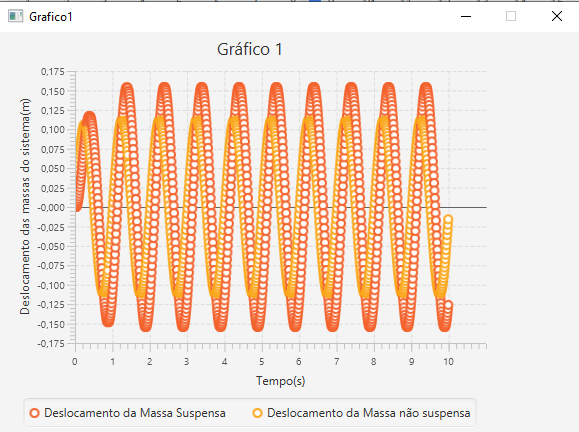 Grafico1
Gráfico 1
Deslocamento das massas do sistema(m)
0,175
0,150
0,125
0,100
0,075
0,050
0,025
-0,000
-0,025
-0,050
-0,075
-0,100
-0,125
-0,150
-0,175
0 1 2 3 4 5 6 7 8 9 10
Tempo(s)
Deslocamento da Massa Suspensa Deslocamento da Massa não suspensa